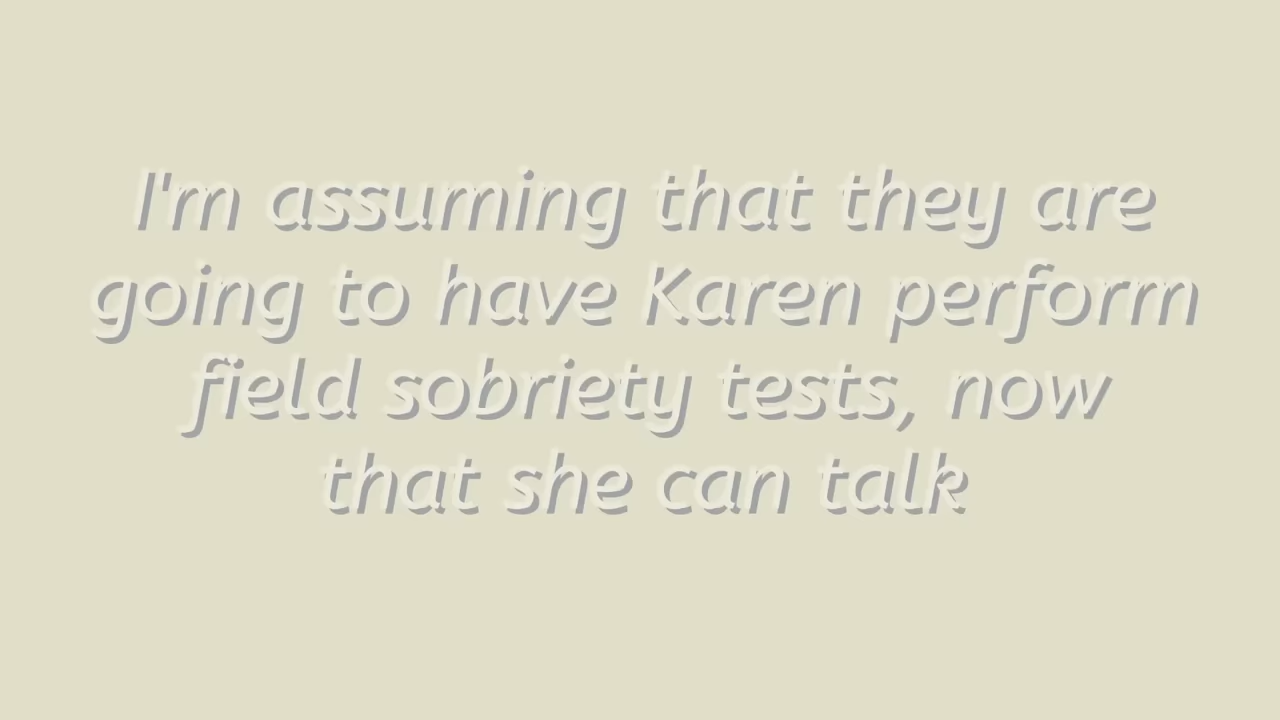 I'm assuming that they are
going to have Karen perform
field sobriety tests, now
that she can talk